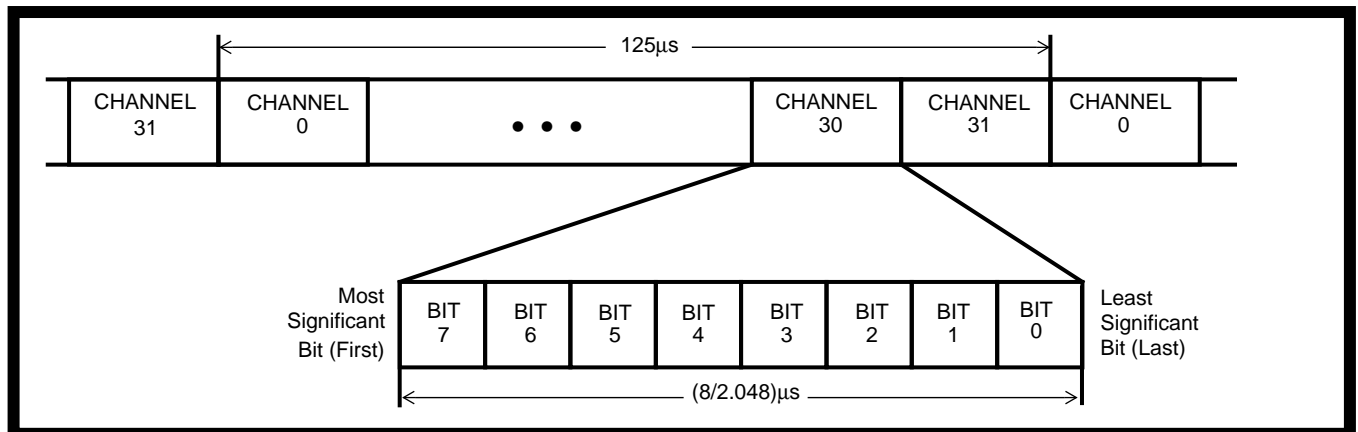 125μs
CHANNEL
31
CHANNEL
0
• • •
CHANNEL
30
CHANNEL
31
CHANNEL
0
Most
Significant
Bit (First)
BIT
7
BIT
6
BIT
5
BIT
4
BIT
3
BIT
2
BIT
1
BIT
0
Least
Significant
Bit (Last)
(8/2.048)μs